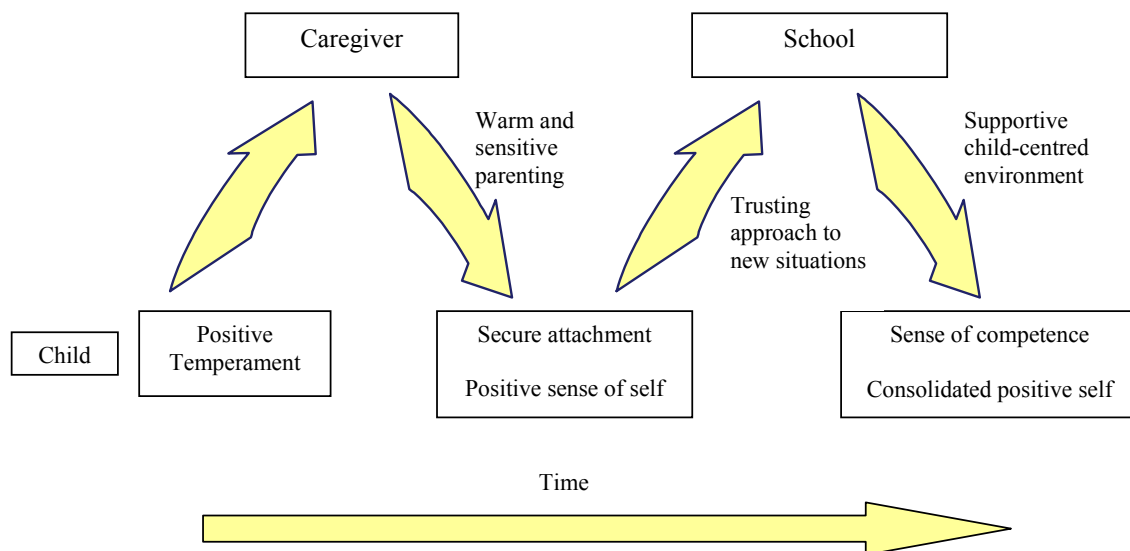 Caregiver
School
Warm and
sensitive
parenting
Supportive
child-centred
environment
Trusting
approach to
new situations
Child
Positive
Temperament
Secure attachment
Positive sense of self
Sense of competence
Consolidated positive self
Time